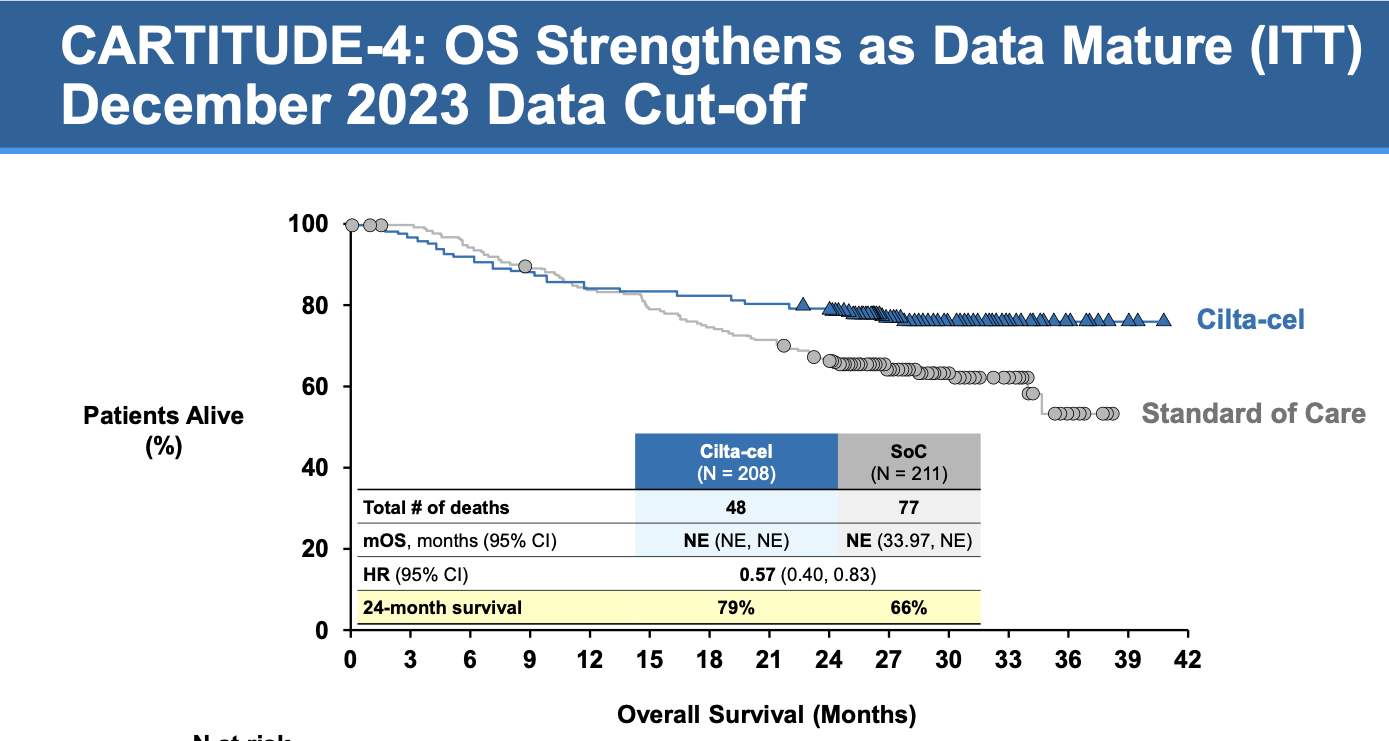 CARTITUDE-4: OS Strengthens as Data Mature (ITT)
December 2023 Data Cut-off
100
80
60
40
20
0
Patients Alive
(%)
Cilta-cel
Standard of Care
Cilta-cel
(N = 208)
SoC
(N = 211)
Total # of deaths 48 77
mOS, months (95% CI) NE (NE, NE) NE (33.97, NE)
HR (95% CI) 0.57 (0.40, 0.83)
24-month survival 79% 66%
0 3 6 9 12 15 18 21 24 27 30 33 36 39 42
Overall Survival (Months)
N at risk